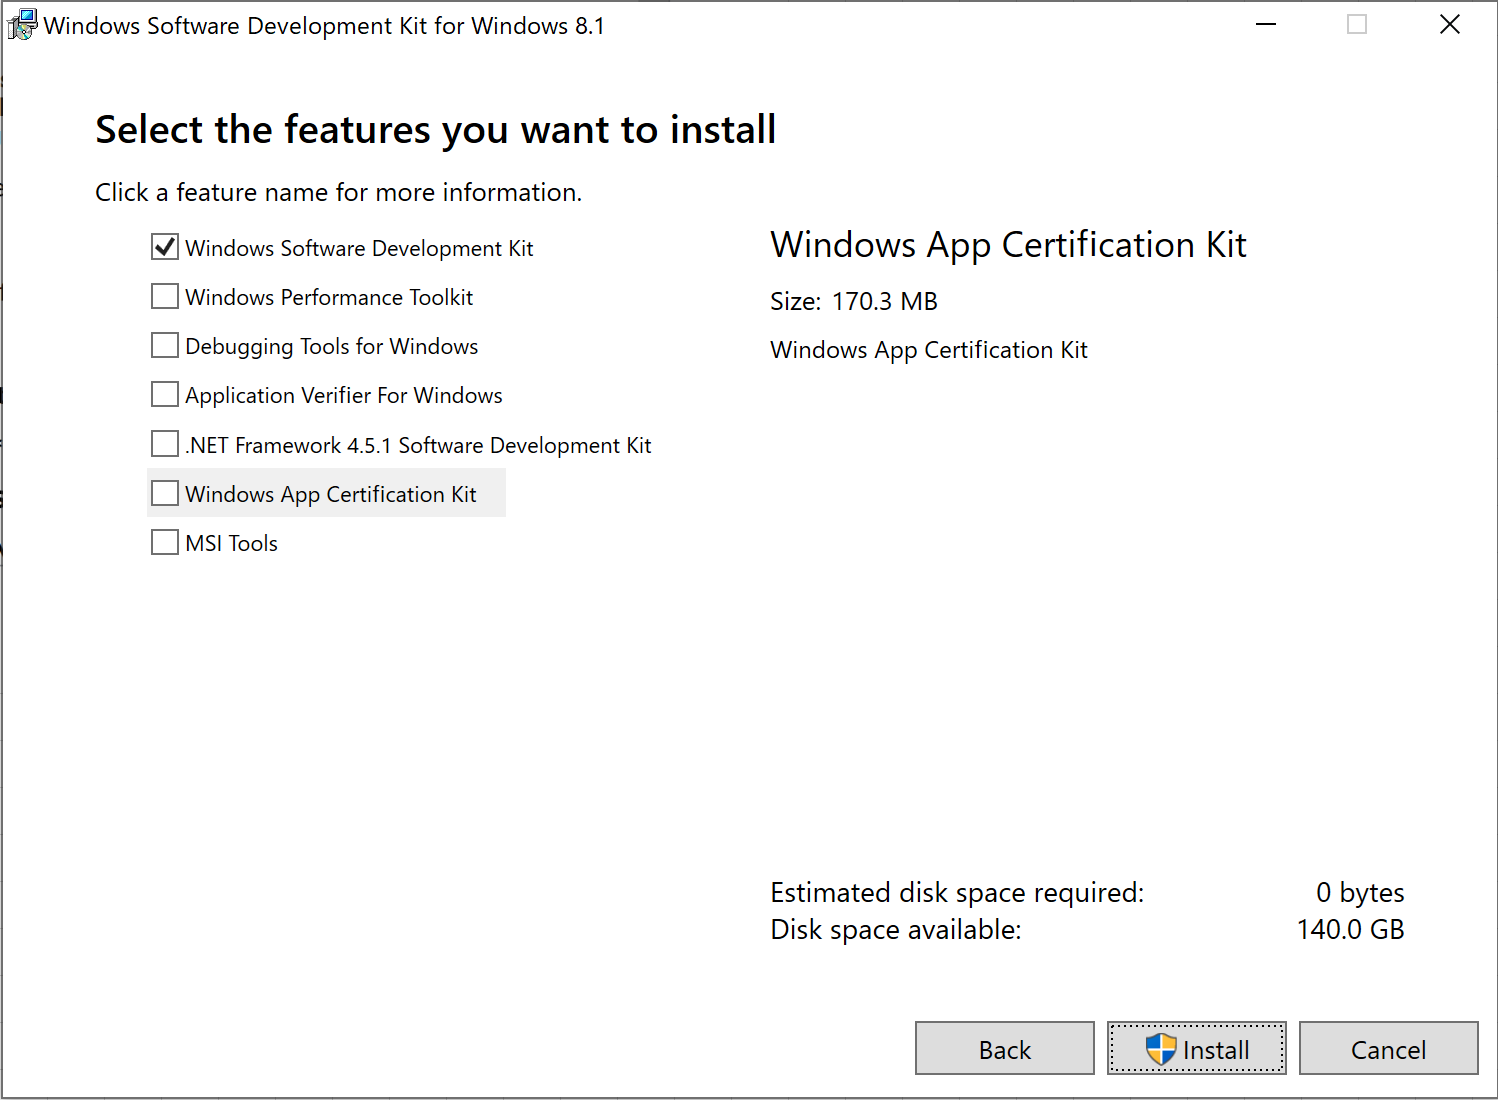 Windows Software Development Kit for Windows 8.1
Select the features you want to install
Click a feature name for more information.
Windows Software Development Kit
Windows Performance Toolkit
Debugging Tools for Windows
Application Verifier For Windows
.NET Framework 4.5.1 Software Development Kit
Windows App Certification Kit
MSI Tools
Windows App Certification Kit
Size: 170.3 MB
Windows App Certification Kit
Estimated disk space required: 0 bytes
Disk space available: 140.0 GB
Back Install Cancel